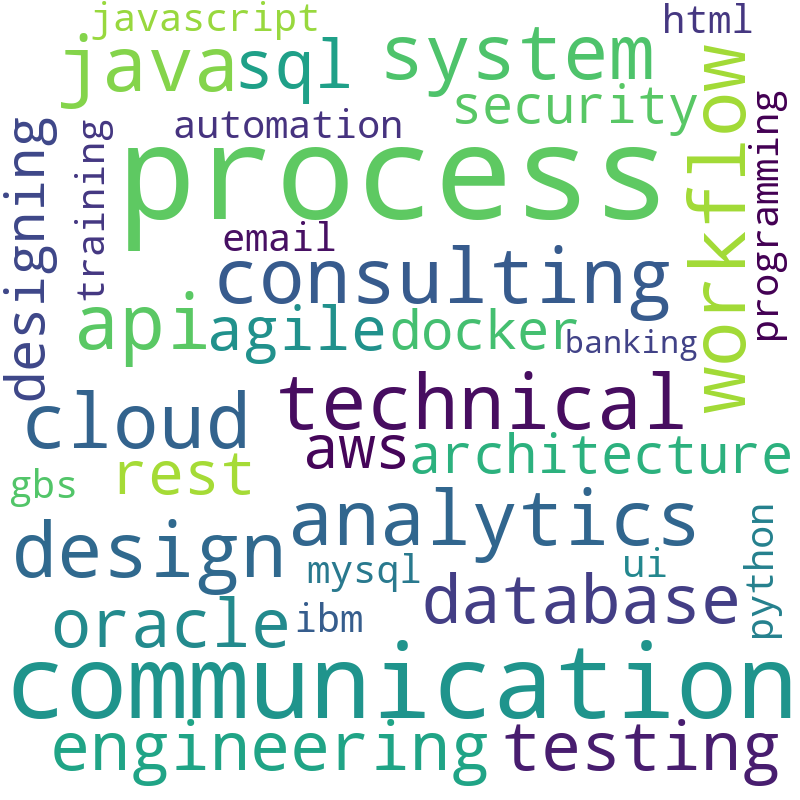 javascript
html
java
sql
system
security
workflow
programming
automation
designing
training
process
email
consulting
api
agile
docker
banking
technical
cloud
aws
architecture
rest
gbs
analytics
design
mysql
ui
python
database
oracle
ibm
communication
engineering
testing